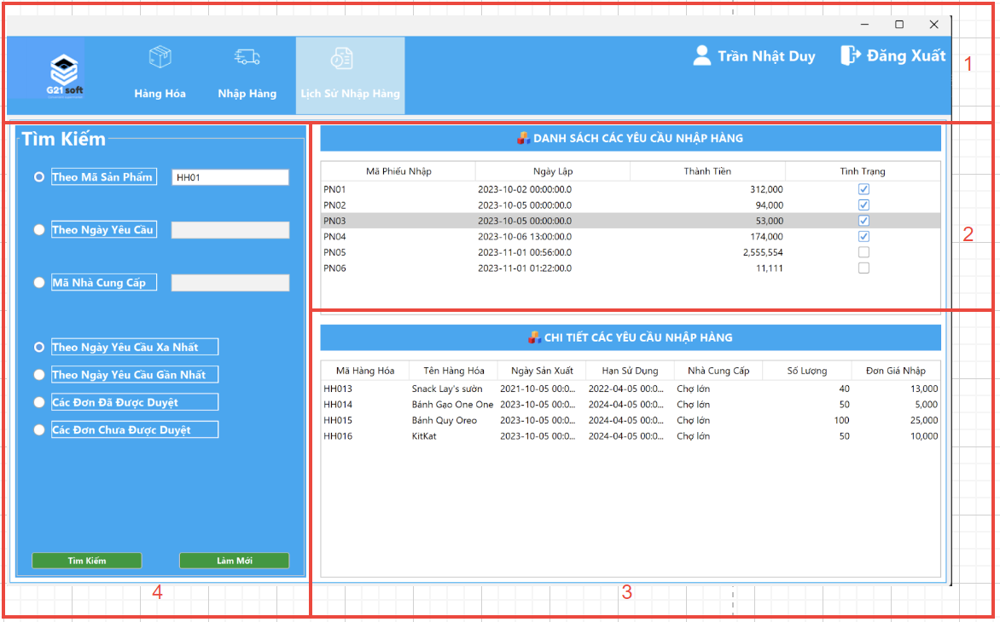 G21 soft
Hàng Hóa
Nhập Hàng
Lịch Sử Nhập Hàng
Trần Nhật Duy
Đăng Xuất
1
Tìm Kiếm
Theo Mã Sản Phẩm HH01
Theo Ngày Yêu Cầu
Mã Nhà Cung Cấp
Theo Ngày Yêu Cầu Xa Nhất
Theo Ngày Yêu Cầu Gần Nhất
Các Đơn Đã Được Duyệt
Các Đơn Chưa Được Duyệt
Tìm Kiếm Làm Mới
4
DANH SÁCH CÁC YÊU CẦU NHẬP HÀNG
Mã Phiếu Nhập Ngày Lập Thành Tiền Tình Trạng
PN01 2023-10-02 00:00:00.0 312,000
PN02 2023-10-05 00:00:00.0 94,000
PN03 2023-10-05 00:00:00.0 53,000
PN04 2023-10-06 13:00:00.0 174,000
PN05 2023-11-01 00:56:00.0 2,555,554
PN06 2023-11-01 01:22:00.0 11,111
2
CHI TIẾT CÁC YÊU CẦU NHẬP HÀNG
Mã Hàng Hóa Tên Hàng Hóa Ngày Sản Xuất Hạn Sử Dụng Nhà Cung Cấp Số Lượng Đơn Giá Nhập
HH013 Snack Lay's sườn 2021-10-05 00:0... 2022-04-05 00:0... Chợ lớn 40 13,000
HH014 Bánh Gạo One One 2023-10-05 00:0... 2024-04-05 00:0... Chợ lớn 50 5,000
HH015 Bánh Quy Oreo 2023-10-05 00:0... 2024-04-05 00:0... Chợ lớn 100 25,000
HH016 KitKat 2023-10-05 00:0... 2024-04-05 00:0... Chợ lớn 50 10,000
3